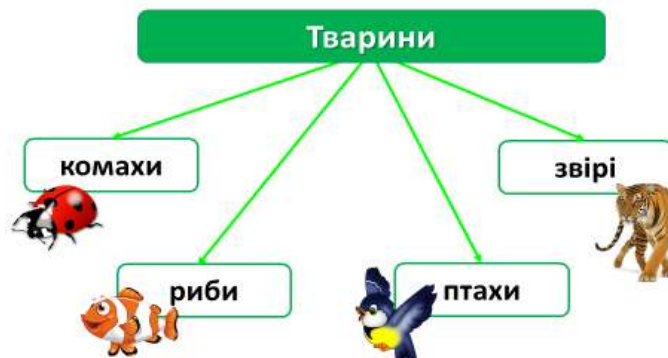 Тварини
комахи
звірі
риби
птахи